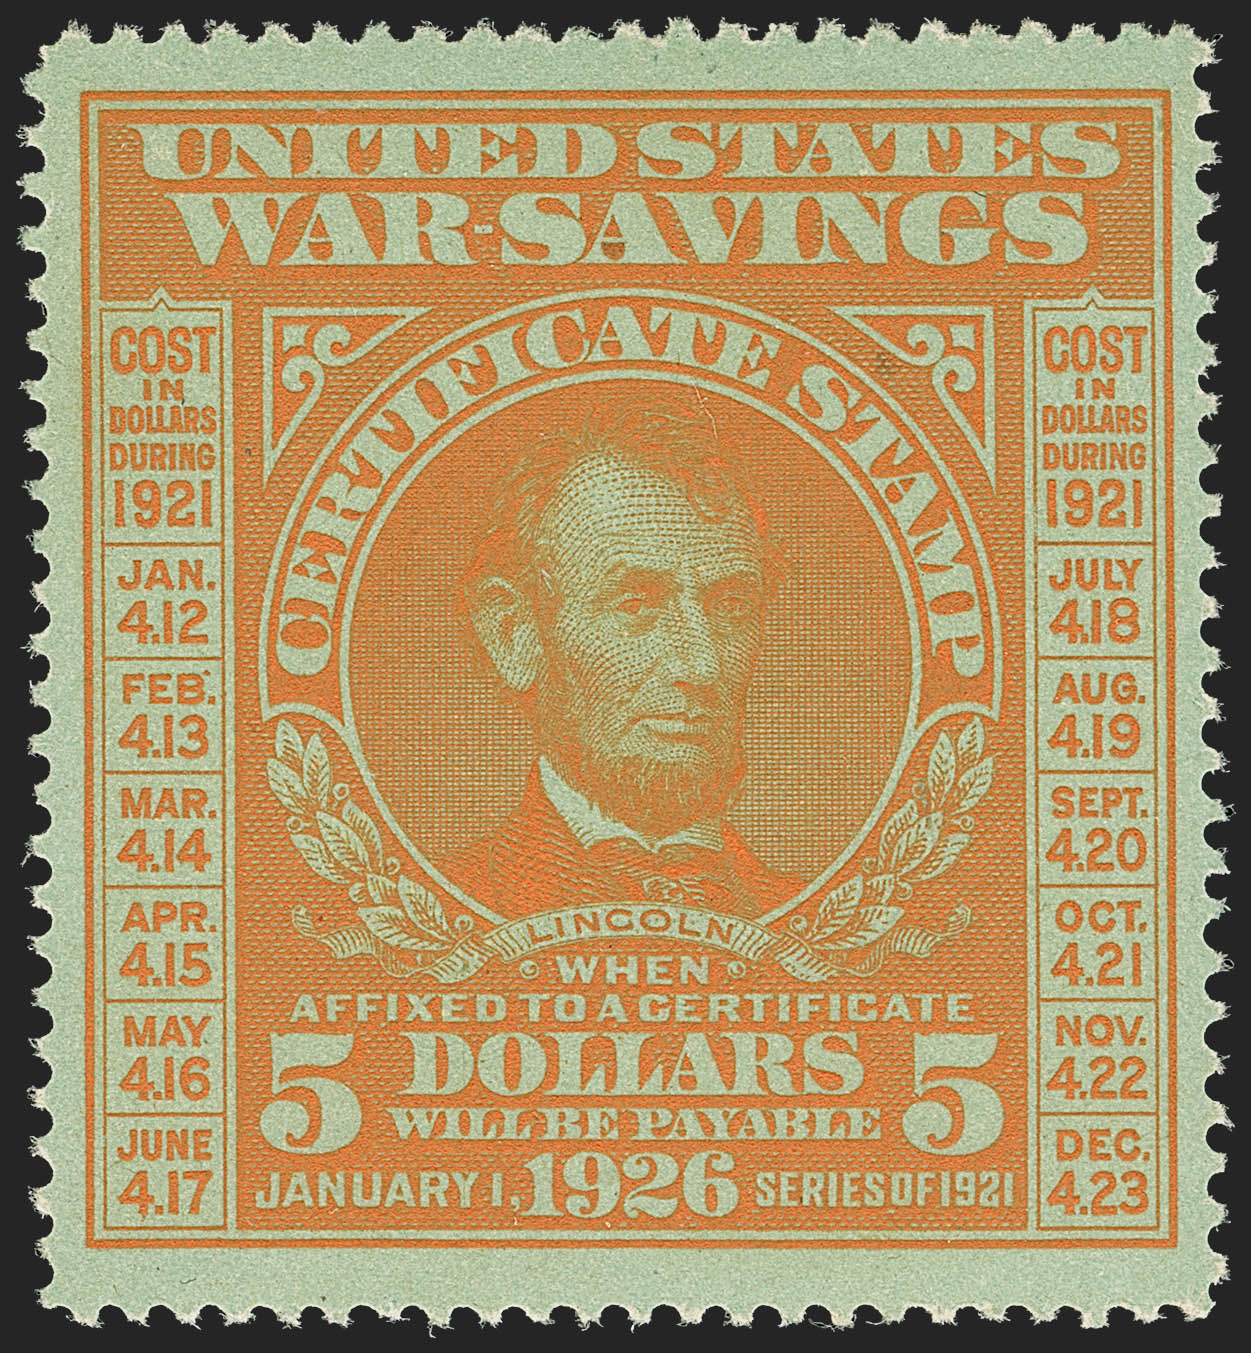 UNITED STATES
WAR-SAVINGS
CERTIFICATE STAMP
COST
IN
DOLLARS
DURING
1921
JAN.
4.12
FEB.
4.13
MAR.
4.14
APR.
4.15
MAY.
4.16
JUNE
4.17
COST
IN
DOLLARS
DURING
1921
JULY
4.18
AUG.
4.19
SEPT.
4.20
OCT.
4.21
NOV.
4.22
DEC.
4.23
LINCOLN
WHEN
AFFIXED TO A CERTIFICATE
5 DOLLARS 5
WILL BE PAYABLE
JANUARY 1, 1926 SERIES OF 1921